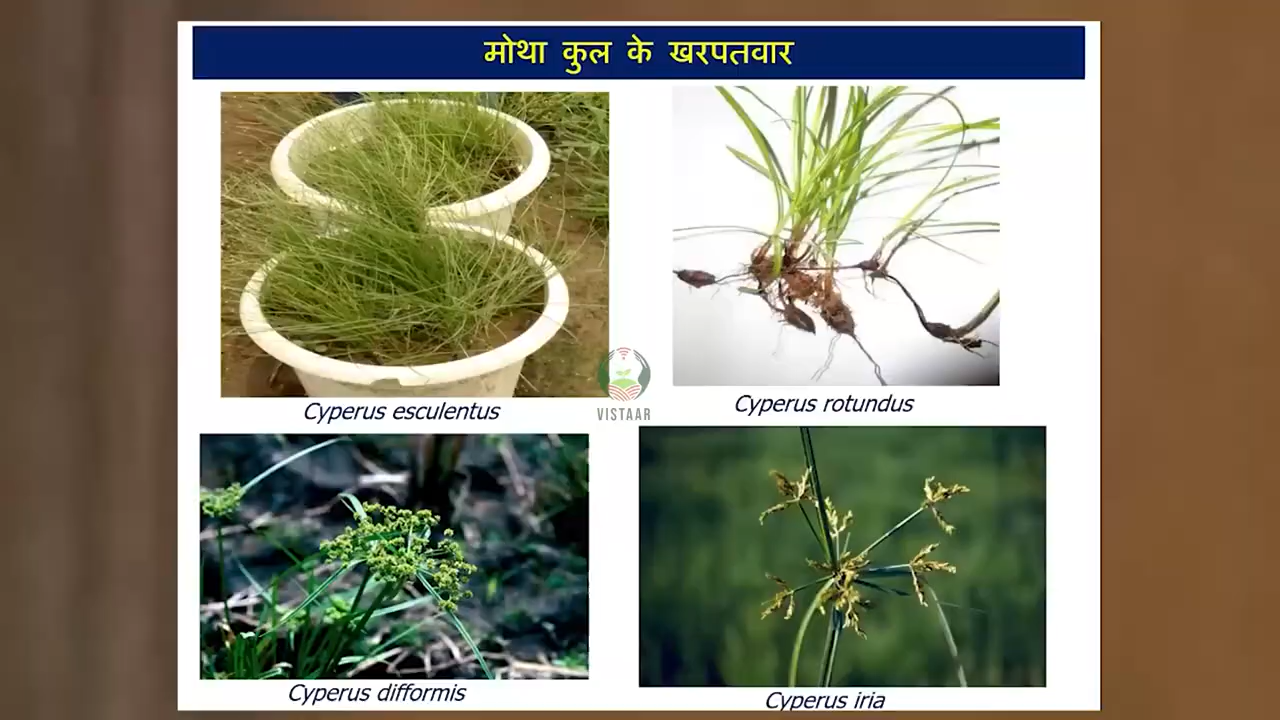 मोथा कुल के खरपतवार
Cyperus esculentus
Cyperus rotundus
VISTAAR
Cyperus difformis
Cyperus iria